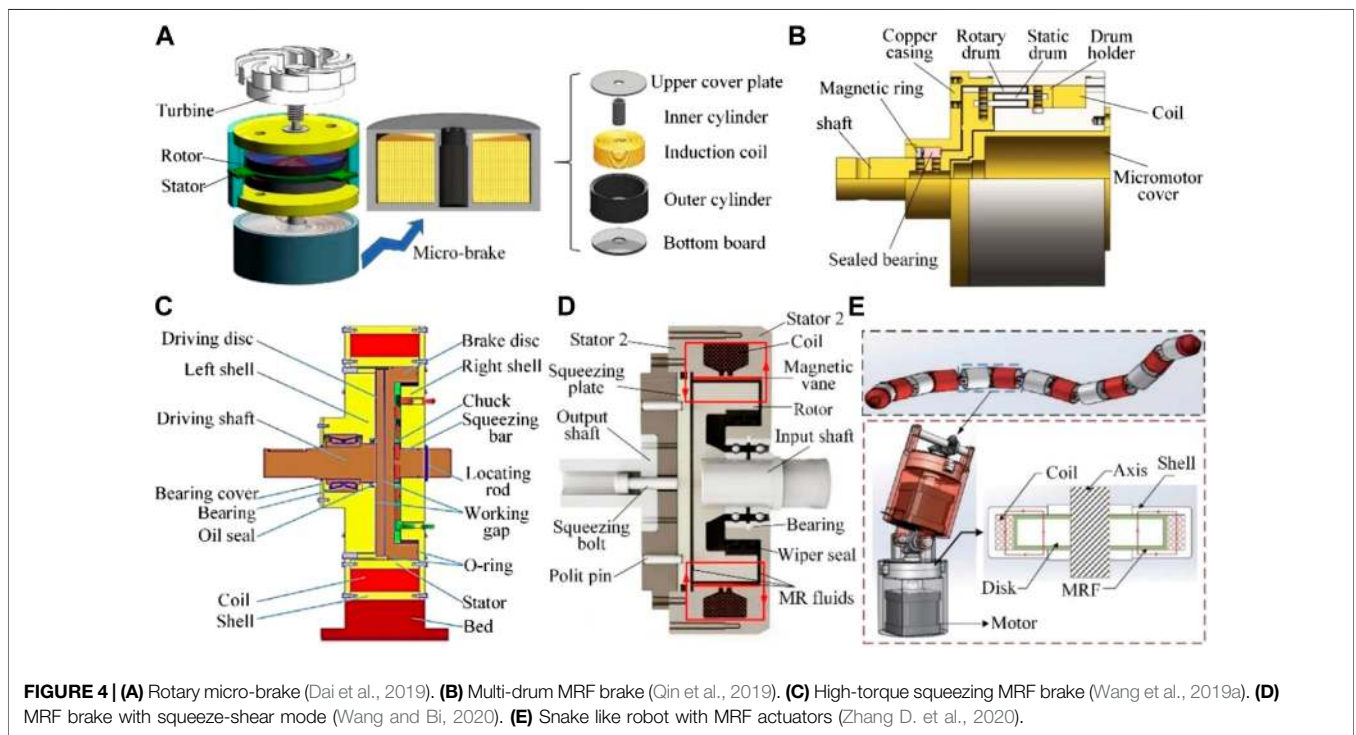 A
Turbine
Rotor
Stator
Micro-brake
Upper cover plate
Inner cylinder
Induction coil
Outer cylinder
Bottom board
B
Copper
casing
Rotary
drum
Static
drum
Drum
holder
Magnetic ring
shaft
Coil
Micromotor
cover
Sealed bearing
C
Driving disc
Left shell
Driving shaft
Bearing cover
Bearing
Oil seal
Coil
Shell
Brake disc
Right shell
Chuck
Squeezing
bar
Locating
rod
Working
gap
O-ring
Stator
Bed
D
Stator 2
Squeezing
plate
Output
shaft
Squeezing
bolt
Polit pin
Stator 2
Coil
Magnetic
vane
Rotor
Input shaft
Bearing
Wiper seal
MR fluids
E
Coil
Axis
Shell
Disk
MRF
Motor
FIGURE 4 | (A) Rotary micro-brake (Dai et al., 2019). (B) Multi-drum MRF brake (Qin et al., 2019). (C) High-torque squeezing MRF brake (Wang et al., 2019a). (D)
MRF brake with squeeze-shear mode (Wang and Bi, 2020). (E) Snake like robot with MRF actuators (Zhang D. et al., 2020).